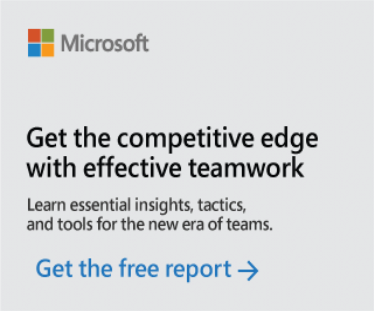 Microsoft
Get the competitive edge
with effective teamwork
Learn essential insights, tactics,
and tools for the new era of teams.
Get the free report →